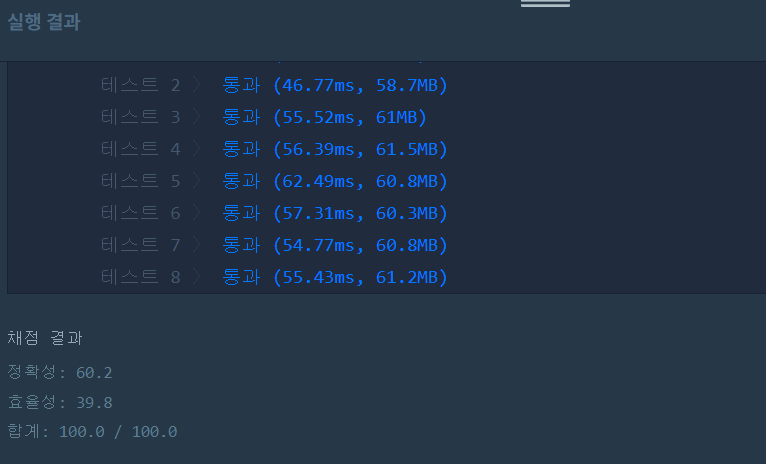 실행 결과
테스트 2 〉 통과 (46.77ms, 58.7MB)
테스트 3 〉 통과 (55.52ms, 61MB)
테스트 4 〉 통과 (56.39ms, 61.5MB)
테스트 5 〉 통과 (62.49ms, 60.8MB)
테스트 6 〉 통과 (57.31ms, 60.3MB)
테스트 7 〉 통과 (54.77ms, 60.8MB)
테스트 8 〉 통과 (55.43ms, 61.2MB)
채점 결과
정확성: 60.2
효율성: 39.8
합계: 100.0 / 100.0